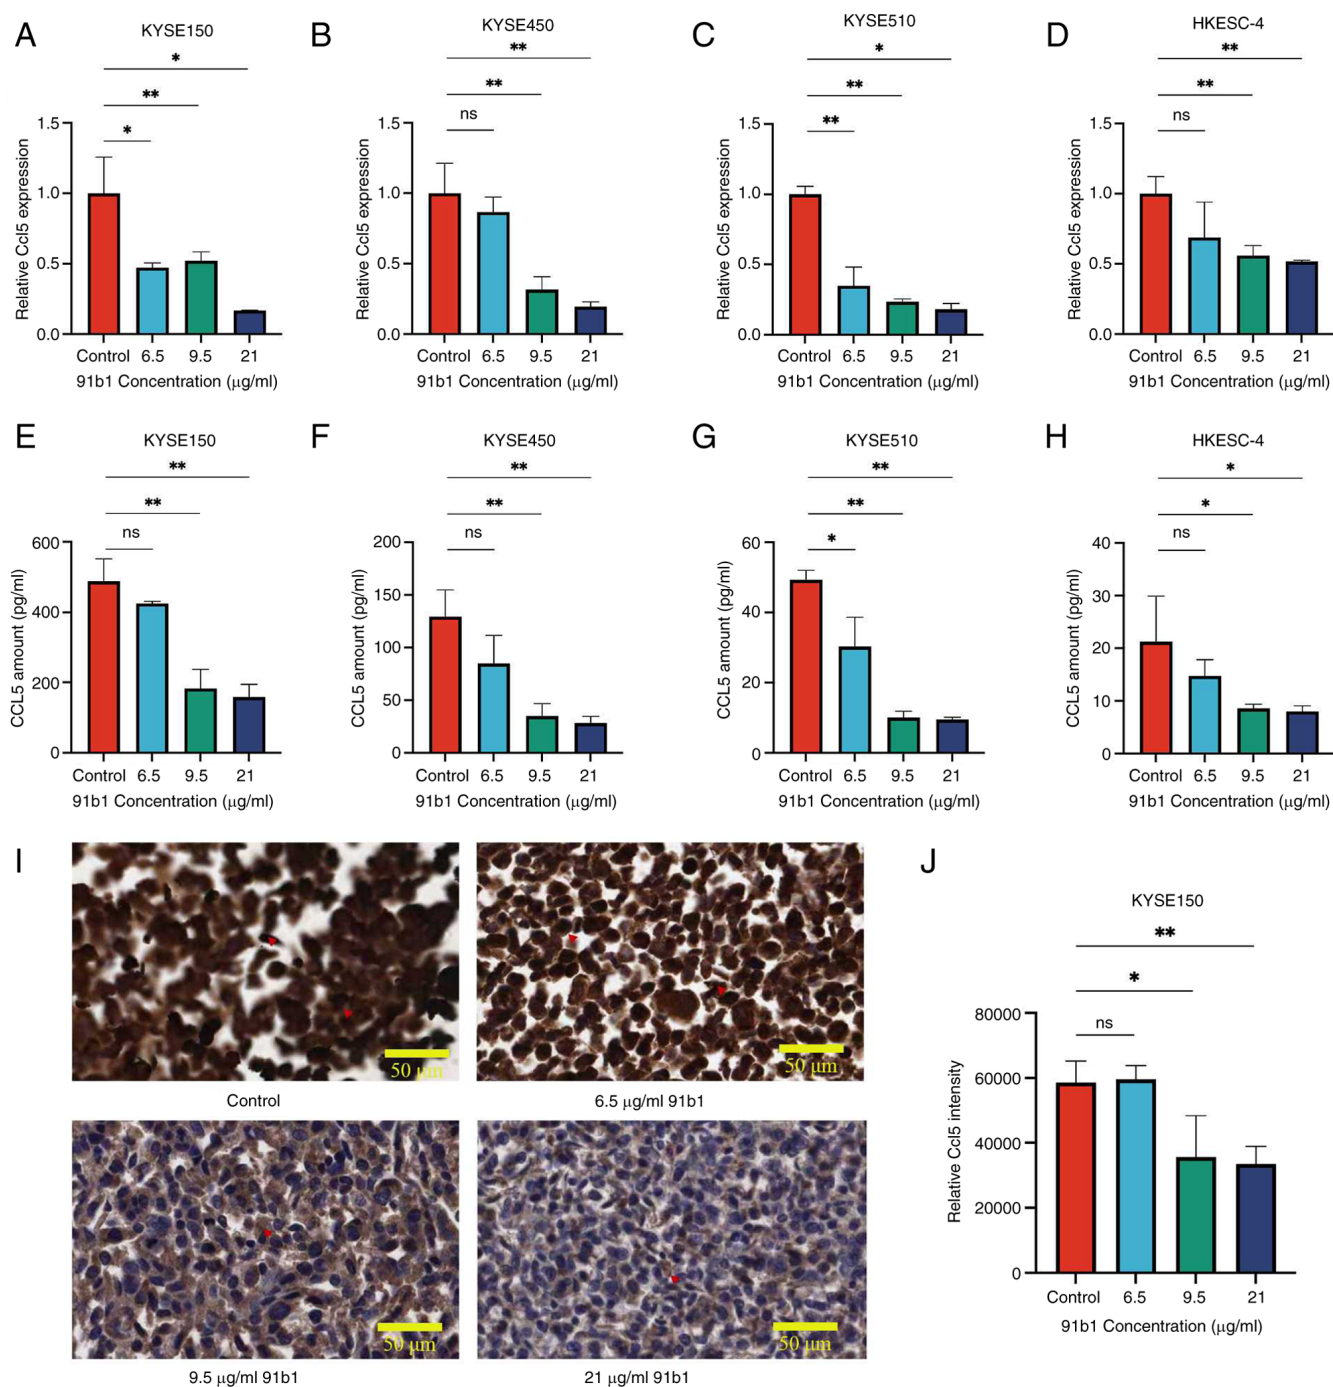 A
KYSE150
*
**
*
Relative Ccl5 expression
1.5
1.0
0.5
0.0
Control 6.5 9.5 21
91b1 Concentration (µg/ml)
B
KYSE450
**
**
ns
Relative Ccl5 expression
1.5
1.0
0.5
0.0
Control 6.5 9.5 21
91b1 Concentration (µg/ml)
C
KYSE510
*
**
**
Relative Ccl5 expression
1.5
1.0
0.5
0.0
Control 6.5 9.5 21
91b1 Concentration (µg/ml)
D
HKESC-4
**
**
ns
Relative Ccl5 expression
1.5
1.0
0.5
0.0
Control 6.5 9.5 21
91b1 Concentration (µg/ml)
E
KYSE150
**
**
ns
CCL5 amount (pg/ml)
600
400
200
0
Control 6.5 9.5 21
91b1 Concentration (µg/ml)
F
KYSE450
**
**
ns
CCL5 amount (pg/ml)
200
150
100
50
0
Control 6.5 9.5 21
91b1 Concentration (µg/ml)
G
KYSE510
**
**
*
CCL5 amount (pg/ml)
60
40
20
0
Control 6.5 9.5 21
91b1 Concentration (µg/ml)
H
HKESC-4
*
*
ns
CCL5 amount (pg/ml)
40
30
20
10
0
Control 6.5 9.5 21
91b1 Concentration (µg/ml)
I
50 µm
Control
50 µm
6.5 µg/ml 91b1
50 µm
9.5 µg/ml 91b1
50 µm
21 µg/ml 91b1
J
KYSE150
**
*
ns
Relative Ccl5 intensity
80000
60000
40000
20000
0
Control 6.5 9.5 21
91b1 Concentration (µg/ml)